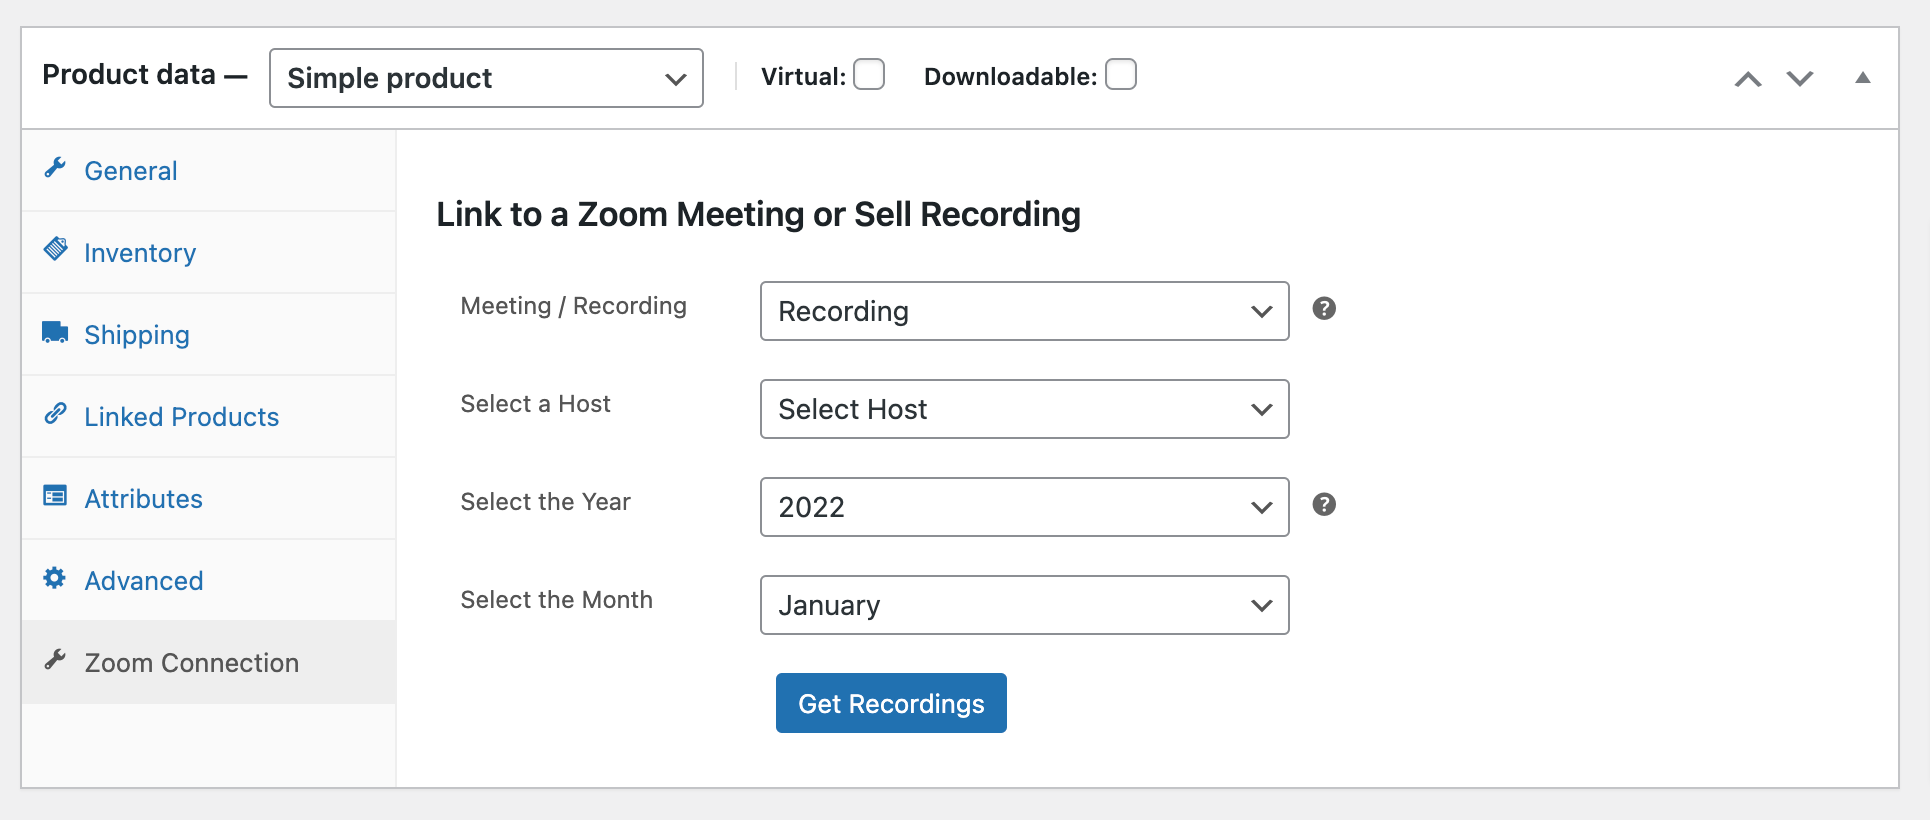 Product data — Simple product Virtual: Downloadable:
General
Inventory
Shipping
Linked Products
Attributes
Advanced
Zoom Connection
Link to a Zoom Meeting or Sell Recording
Meeting / Recording Recording ?
Select a Host Select Host
Select the Year 2022 ?
Select the Month January
Get Recordings